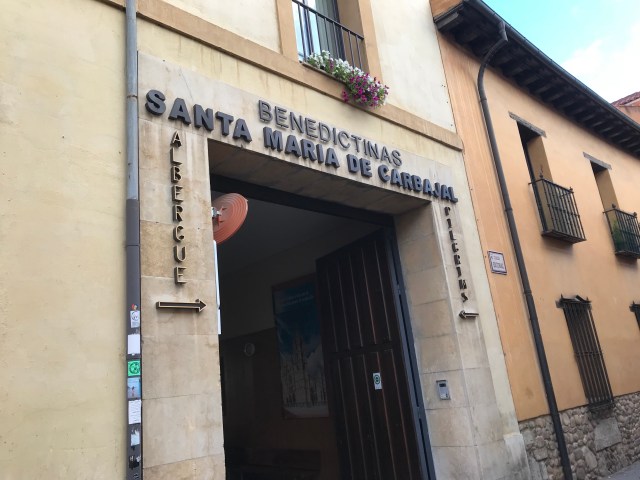 BENEDICTINAS
SANTA MARIA DE CARBAJAL
ALBERGUE
PILGRIMS